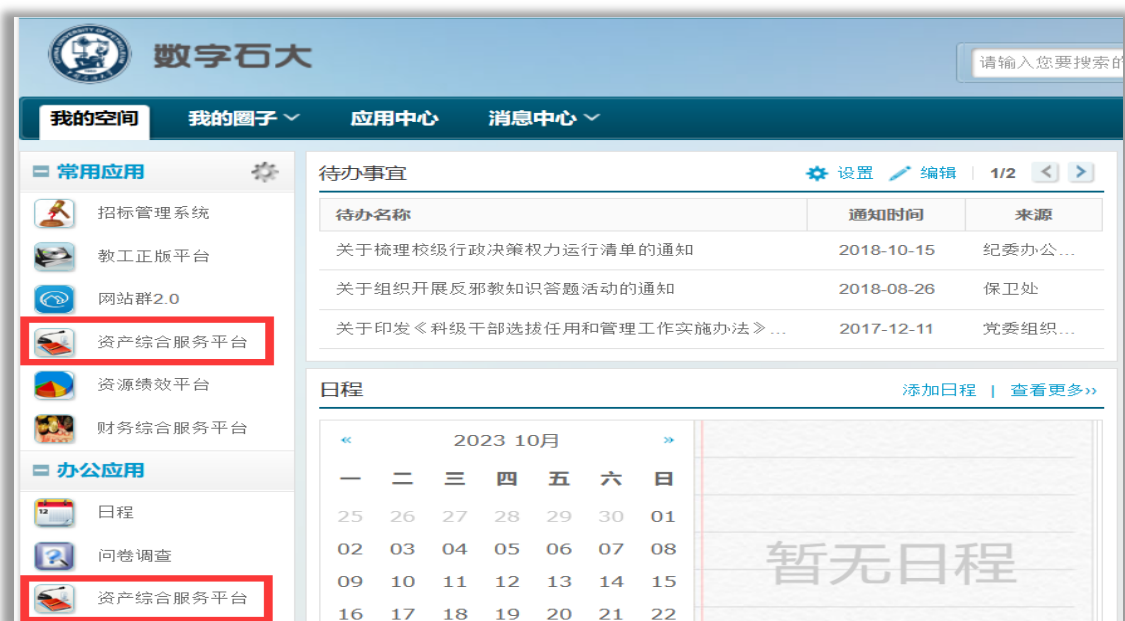 数字石大
请输入您要搜索的
我的空间 我的圈子 应用中心 消息中心
常用应用
招标管理系统
教工正版平台
网站群2.0
资产综合服务平台
资源绩效平台
财务综合服务平台
办公应用
日程
问卷调查
资产综合服务平台
待办事宜 设置 编辑 1/2
待办名称 通知时间 来源
关于梳理校级行政决策权力运行清单的通知 2018-10-15 纪委办公...
关于组织开展反邪教知识答题活动的通知 2018-08-26 保卫处
关于印发《科级干部选拔任用和管理工作实施办法》... 2017-12-11 党委组织...
日程 添加日程 | 查看更多››
« 2023 10月 »
一 二 三 四 五 六 日
25 26 27 28 29 30 01
02 03 04 05 06 07 08
09 10 11 12 13 14 15
16 17 18 19 20 21 22
暂无日程